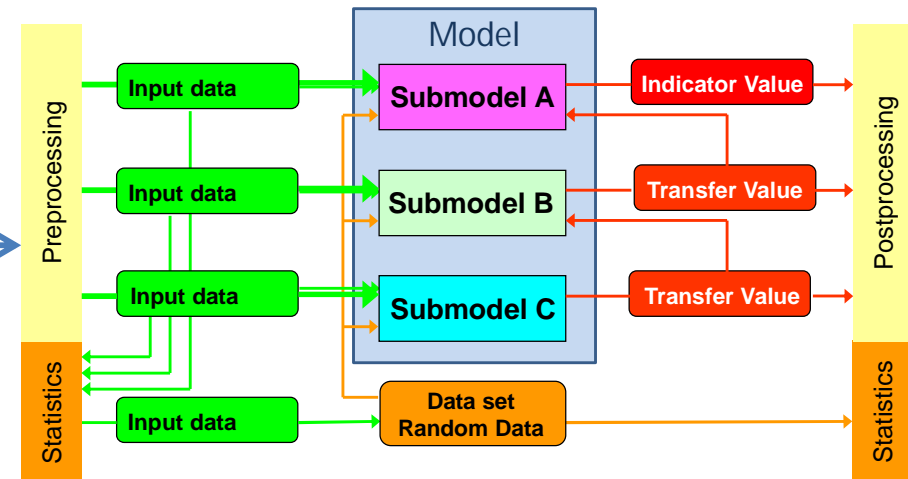 Model
Preprocessing
Input data
Submodel A
Indicator Value
Postprocessing
Input data
Submodel B
Transfer Value
Input data
Submodel C
Transfer Value
Statistics
Input data
Data set
Random Data
Statistics